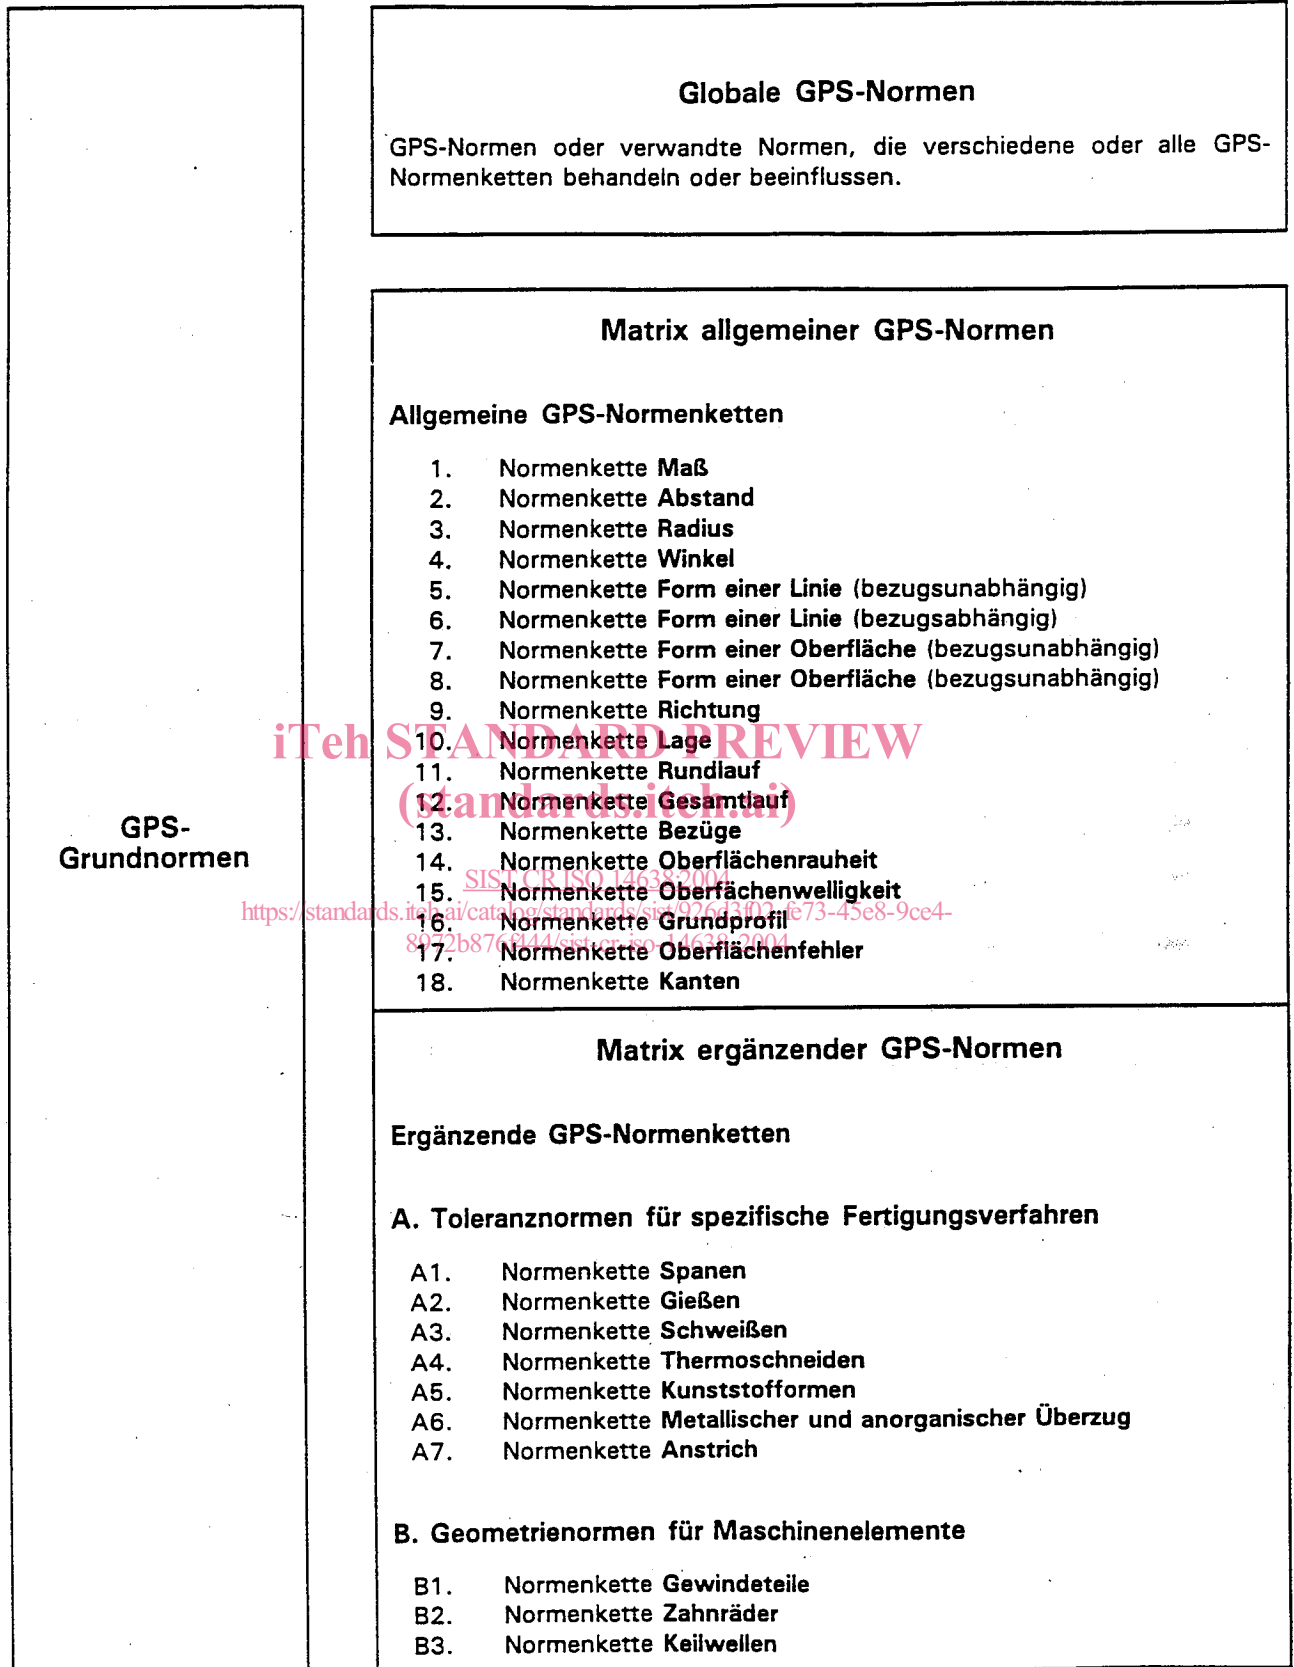 Globale GPS-Normen
GPS-Normen oder verwandte Normen, die verschiedene oder alle GPS-
Normenketten behandeln oder beeinflussen.
Matrix allgemeiner GPS-Normen
Allgemeine GPS-Normenketten
1. Normenkette Maß
2. Normenkette Abstand
3. Normenkette Radius
4. Normenkette Winkel
5. Normenkette Form einer Linie (bezugsunabhängig)
6. Normenkette Form einer Linie (bezugsabhängig)
7. Normenkette Form einer Oberfläche (bezugsunabhängig)
8. Normenkette Form einer Oberfläche (bezugsunabhängig)
9. Normenkette Richtung
10. Normenkette Lage
11. Normenkette Rundlauf
12. Normenkette Gesamtlauf
13. Normenkette Bezüge
14. Normenkette Oberflächenrauheit
15. Normenkette Oberfächenwelligkeit
16. Normenkette Grundprofil
17. Normenkette Oberflächenfehler
18. Normenkette Kanten
iTeh STANDARD PREVIEW
(standards.iteh.ai)
SIST CR ISO 14638:2004
https://standards.iteh.ai/catalog/standards/sist/926d3f02-fe73-45e8-9ce4-
8972b876f444/sist-cr-iso-14638-2004
GPS-
Grundnormen
Matrix ergänzender GPS-Normen
Ergänzende GPS-Normenketten
A. Toleranznormen für spezifische Fertigungsverfahren
A1. Normenkette Spanen
A2. Normenkette Gießen
A3. Normenkette Schweißen
A4. Normenkette Thermoschneiden
A5. Normenkette Kunststofformen
A6. Normenkette Metallischer und anorganischer Überzug
A7. Normenkette Anstrich
B. Geometrienormen für Maschinenelemente
B1. Normenkette Gewindeteile
B2. Normenkette Zahnräder
B3. Normenkette Keilwellen